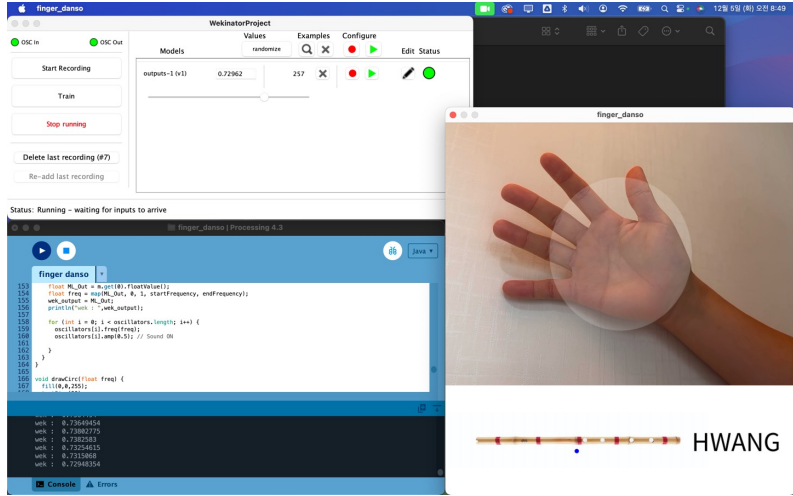 finger_danso
12월 5일 (화) 오전 8:49
WekinatorProject
OSC In
OSC Out
Start Recording
Train
Stop running
Delete last recording (#7)
Re-add last recording
Values
Examples
Configure
Models
randomize
Edit
Status
outputs-1 (v1)
0.72962
257
Status: Running - waiting for inputs to arrive
finger_danso | Processing 4.3
Java
finger danso
153 float ML_Out = m.get(0).floatValue();
154 float freq = map(ML_Out, 0, 1, startFrequency, endFrequency);
155 wek_output = ML_Out;
156 println("wek : ",wek_output);
157
158 for (int i = 0; i < oscillators.length; i++) {
159 oscillators[i].freq(freq);
160 oscillators[i].amp(0.5); // Sound ON
161
162 }
163 }
164 }
165
166 void drawCirc(float freq) {
167 fill(0,0,255);
wek : 0.73649454
wek : 0.73802775
wek : 0.7382583
wek : 0.73254615
wek : 0.7315068
wek : 0.72948354
Console
Errors
finger_danso
HWANG